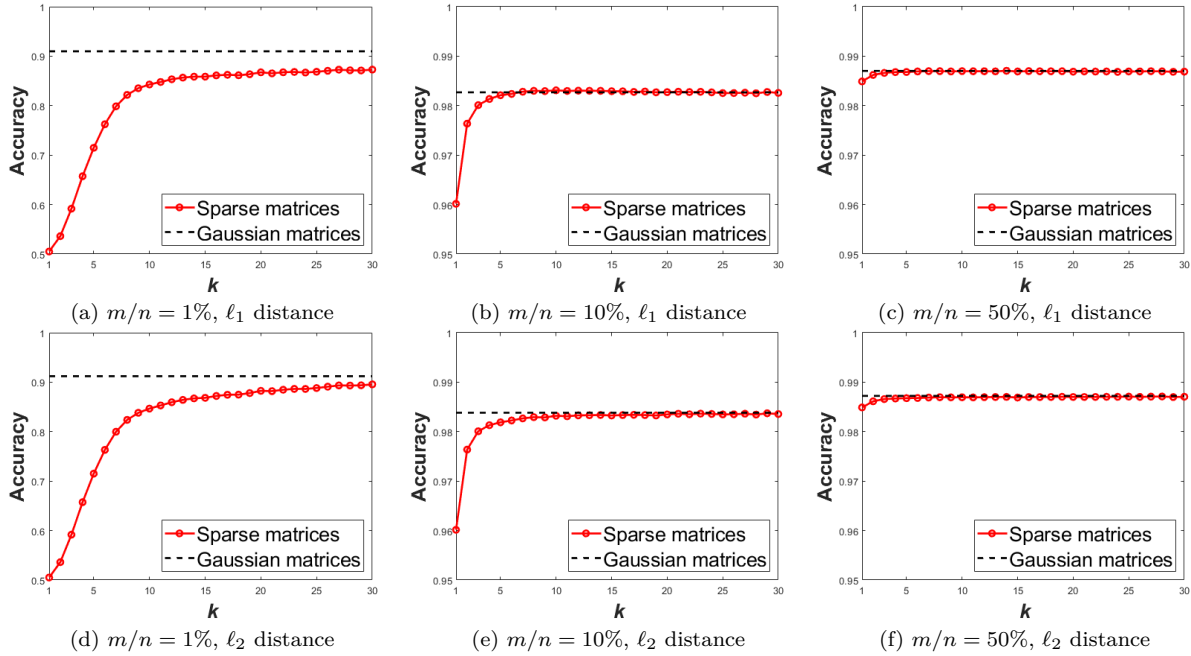 1
0.9
0.8
0.7
0.6
0.5
Accuracy
1 5 10 15 20 25 30
k
Sparse matrices
Gaussian matrices
(a) m/n = 1%, ℓ₁ distance
1
0.99
0.98
0.97
0.96
0.95
Accuracy
1 5 10 15 20 25 30
k
Sparse matrices
Gaussian matrices
(b) m/n = 10%, ℓ₁ distance
1
0.99
0.98
0.97
0.96
0.95
Accuracy
1 5 10 15 20 25 30
k
Sparse matrices
Gaussian matrices
(c) m/n = 50%, ℓ₁ distance
1
0.9
0.8
0.7
0.6
0.5
Accuracy
1 5 10 15 20 25 30
k
Sparse matrices
Gaussian matrices
(d) m/n = 1%, ℓ₂ distance
1
0.99
0.98
0.97
0.96
0.95
Accuracy
1 5 10 15 20 25 30
k
Sparse matrices
Gaussian matrices
(e) m/n = 10%, ℓ₂ distance
1
0.99
0.98
0.97
0.96
0.95
Accuracy
1 5 10 15 20 25 30
k
Sparse matrices
Gaussian matrices
(f) m/n = 50%, ℓ₂ distance